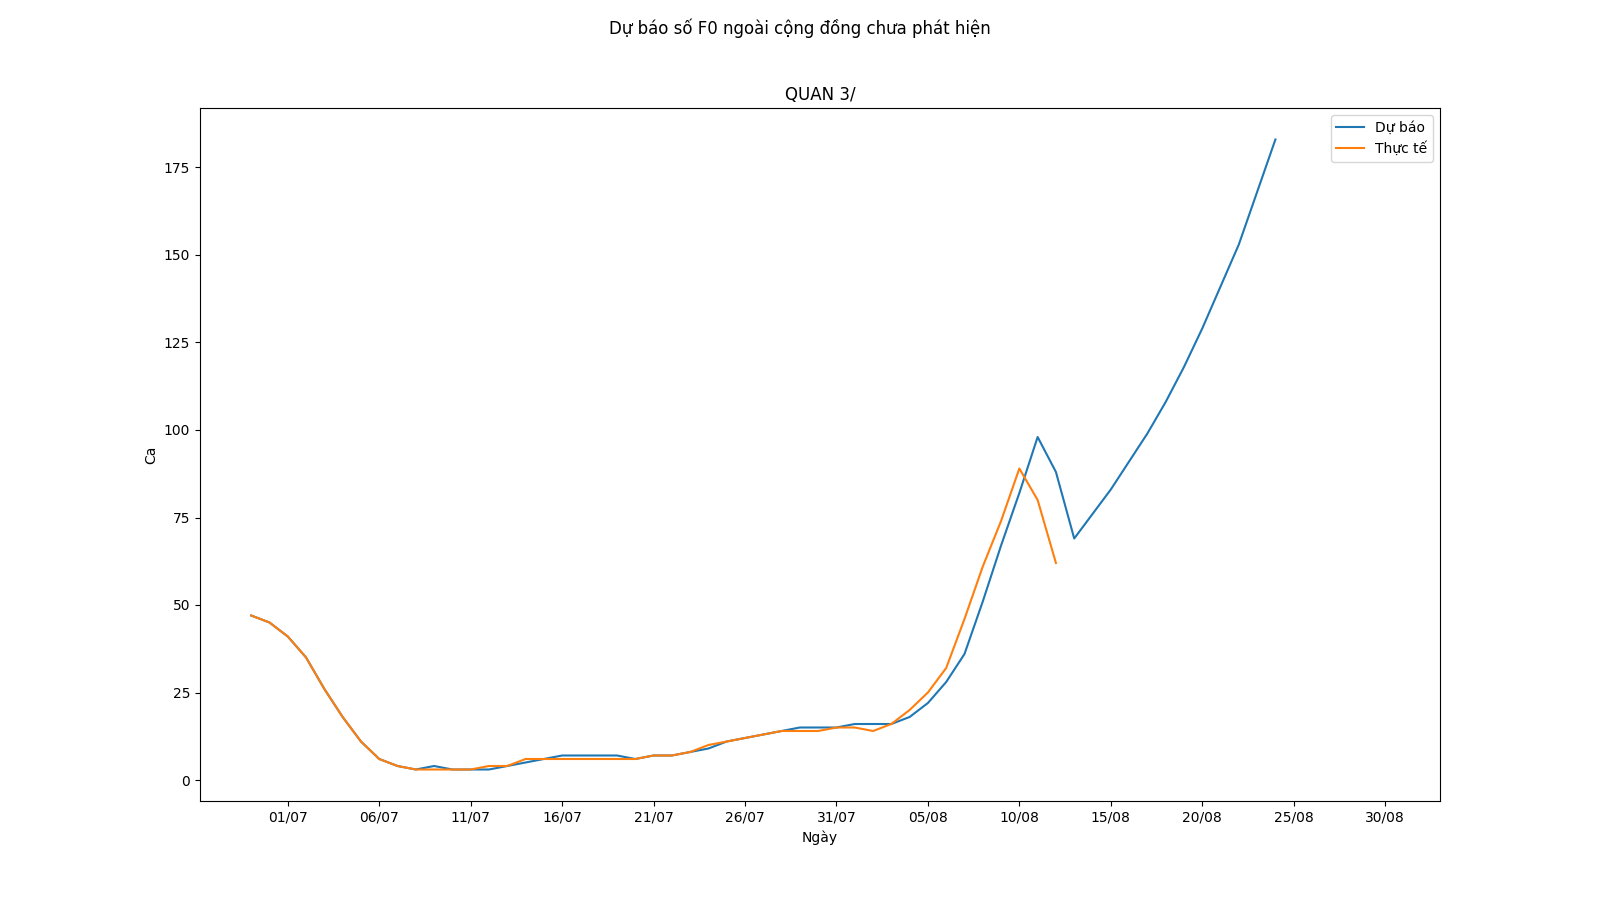 Dự báo số F0 ngoài cộng đồng chưa phát hiện
QUAN 3/
Dự báo
Thực tế
175
150
125
100
75
50
25
0
Ca
01/07 06/07 11/07 16/07 21/07 26/07 31/07 05/08 10/08 15/08 20/08 25/08 30/08
Ngày